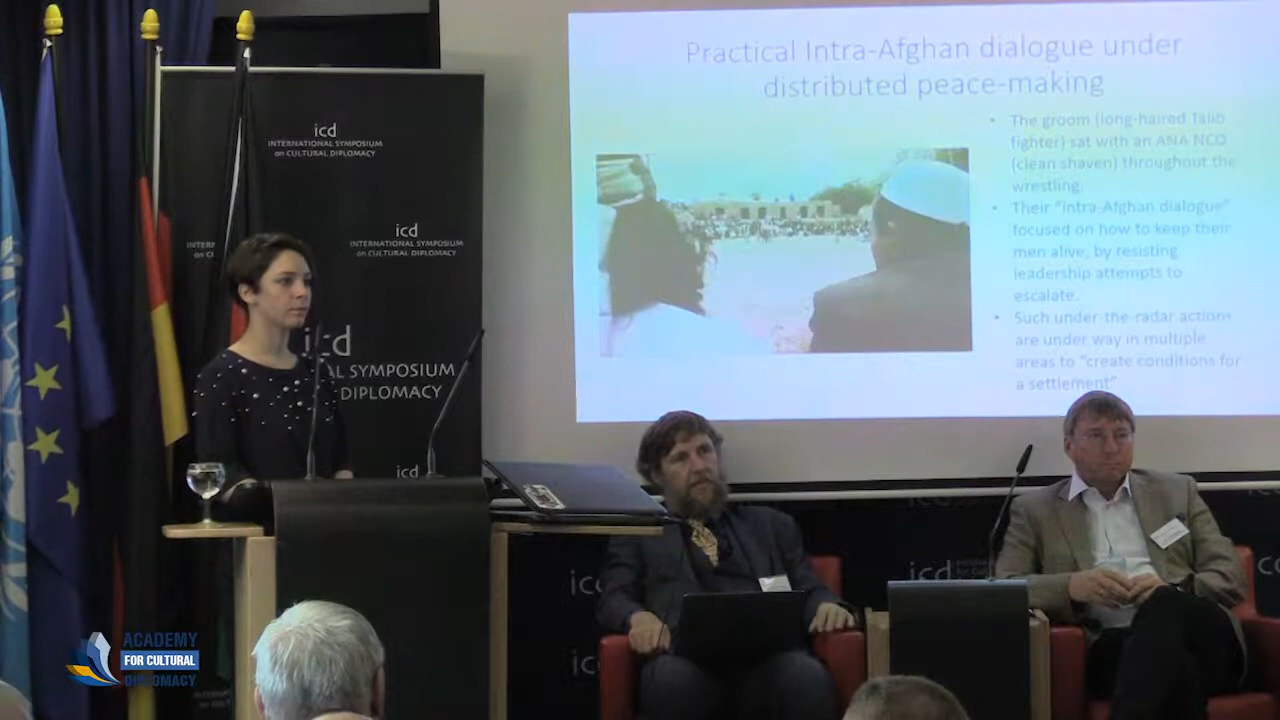 Practical Intra-Afghan dialogue under
distributed peace-making
• The groom (long-haired Talib
fighter) sat with an ANA NCO
(clean shaven) throughout the
wrestling.
• Their "Intra-Afghan dialogue"
focused on how to keep their
men alive, by resisting
leadership attempts to
escalate.
• Such under-the-radar actions
are under way in multiple
areas to "create conditions for
a settlement"
icd
INTERNATIONAL SYMPOSIUM
on CULTURAL DIPLOMACY
icd
INTERNATIONAL SYMPOSIUM
on CULTURAL DIPLOMACY
icd
AL SYMPOSIUM
DIPLOMACY
icd
icd
icd
ACADEMY
FOR CULTURAL
DIPLOMACY